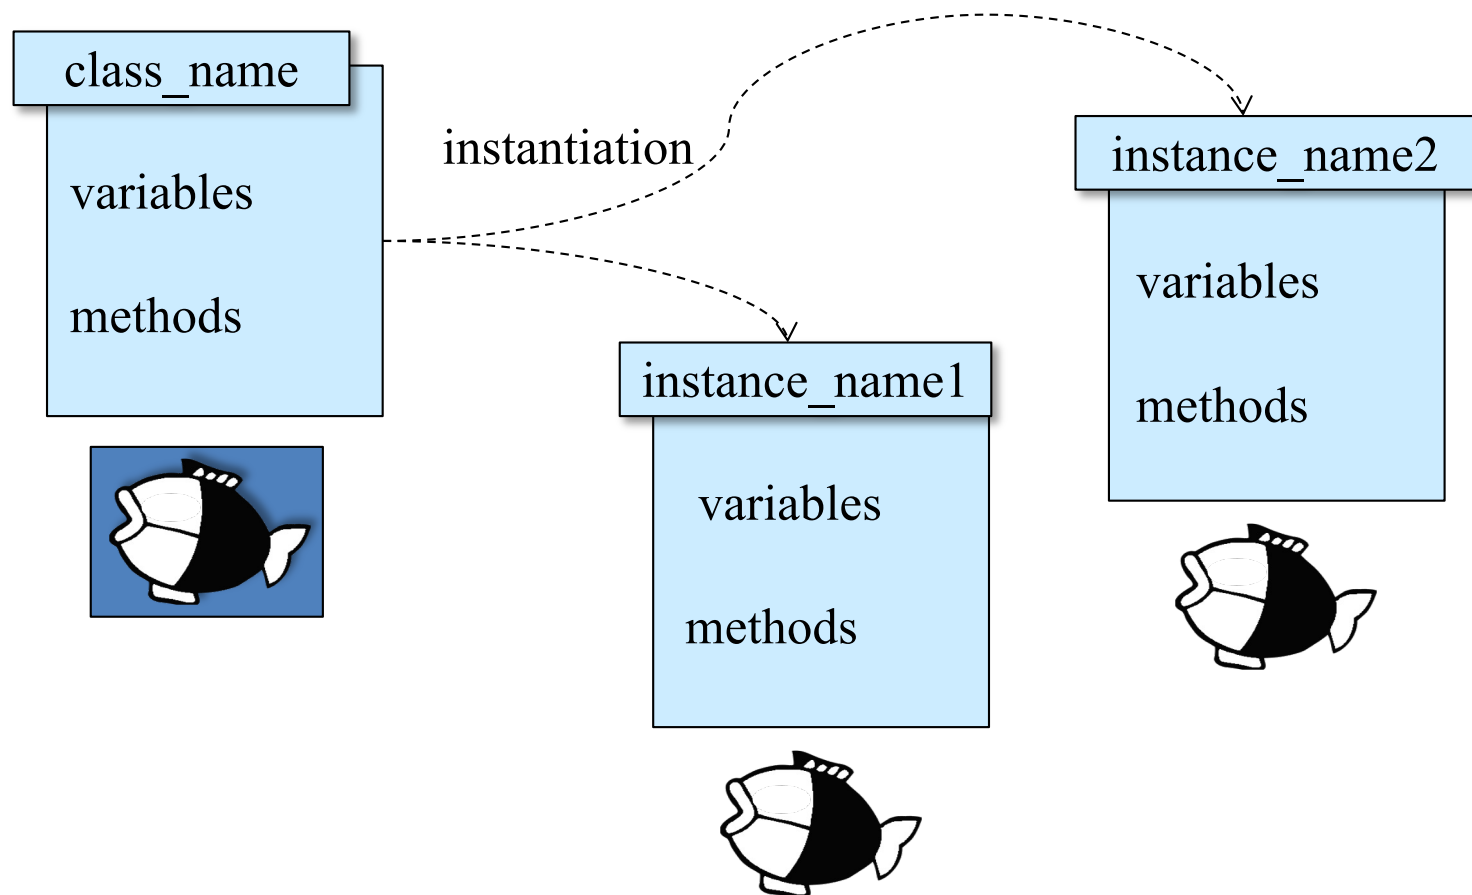 class_name
variables
methods
instantiation
instance_name1
variables
methods
instance_name2
variables
methods